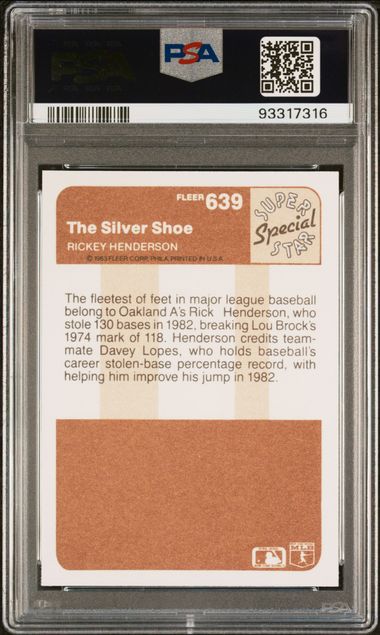 PSA
PSA
93317316
FLEER 639
SUPER
Special
STAR
The Silver Shoe
RICKEY HENDERSON
© 1983 FLEER CORP. PHILA. PRINTED IN U.S.A.
The fleetest of feet in major league baseball
belong to Oakland A's Rick Henderson, who
stole 130 bases in 1982, breaking Lou Brock's
1974 mark of 118. Henderson credits team-
mate Davey Lopes, who holds baseball's
career stolen-base percentage record, with
helping him improve his jump in 1982.
PSA